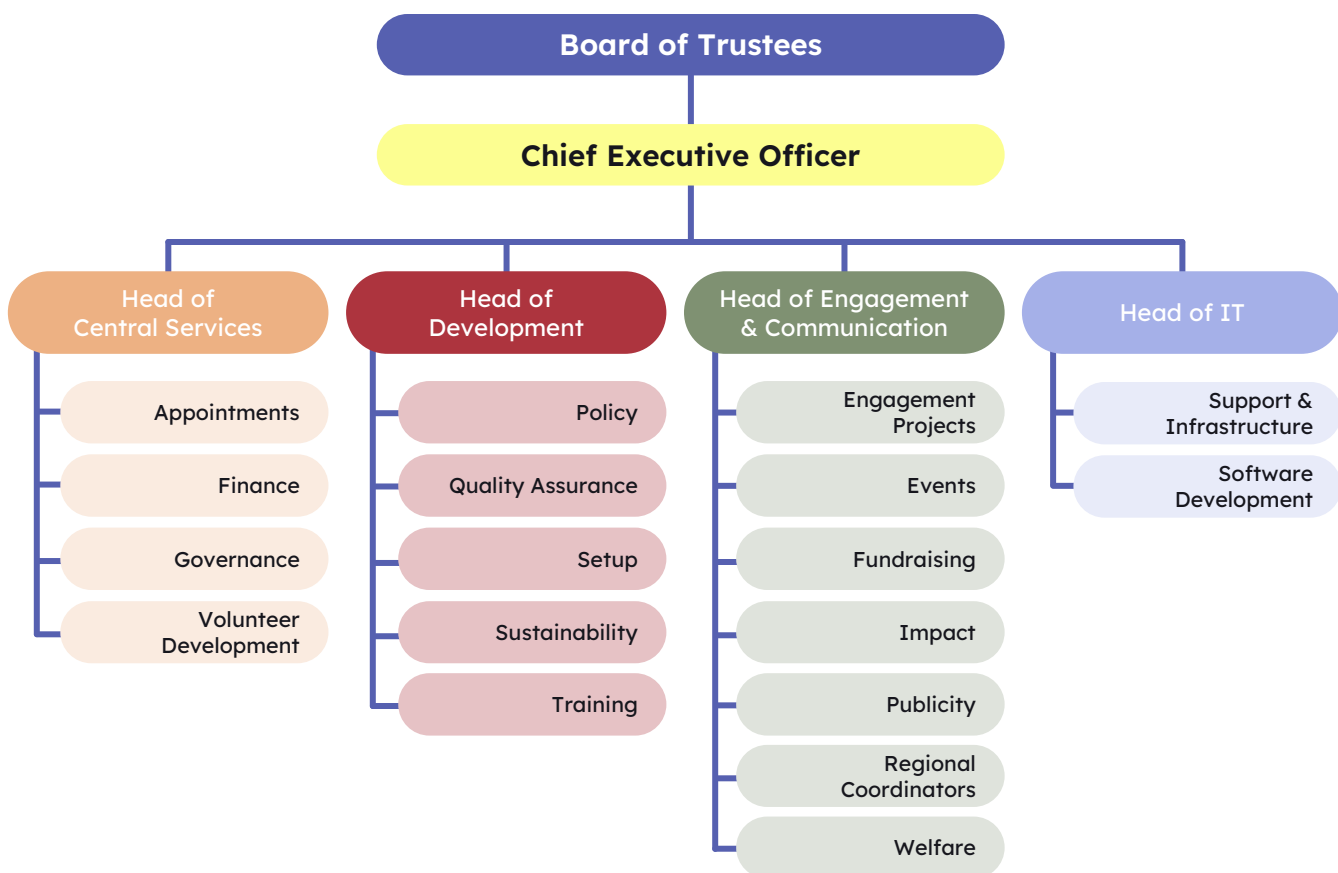 Board of Trustees
Chief Executive Officer
Head of
Central Services
Appointments
Finance
Governance
Volunteer
Development
Head of
Development
Policy
Quality Assurance
Setup
Sustainability
Training
Head of Engagement
& Communication
Engagement
Projects
Events
Fundraising
Impact
Publicity
Regional
Coordinators
Welfare
Head of IT
Support &
Infrastructure
Software
Development